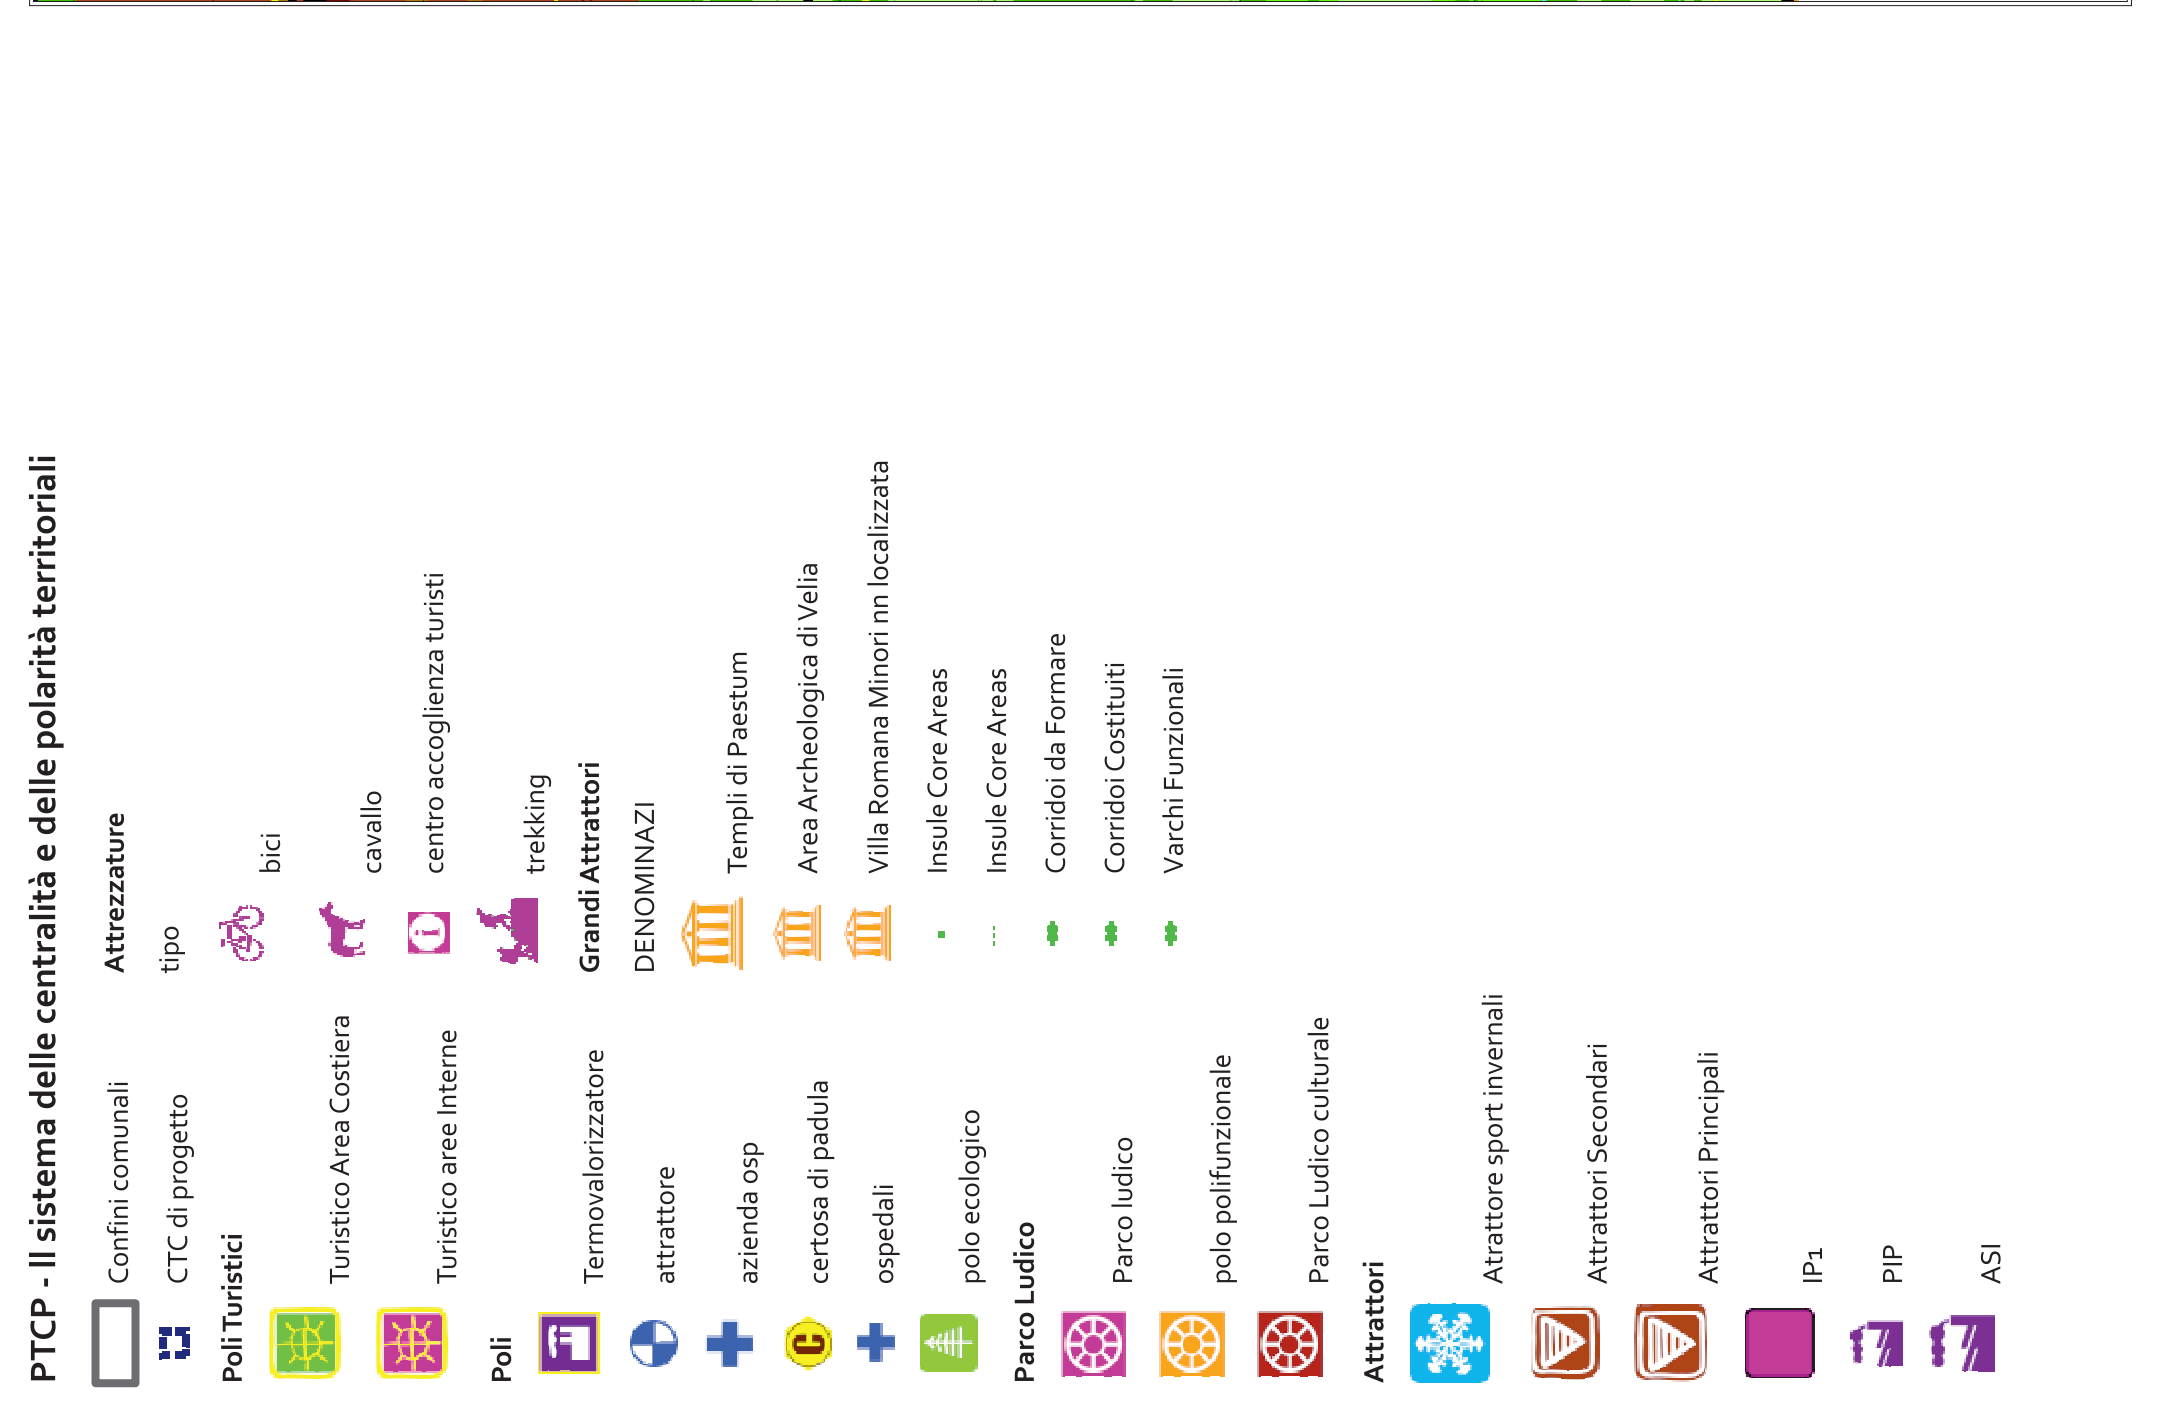 PTCP - Il sistema delle centralità e delle polarità territoriali
Confini comunali
CTC di progetto
Poli Turistici
Turistico Area Costiera
Turistico aree Interne
Poli
Termovalorizzatore
attrattore
azienda osp
certosa di padula
ospedali
polo ecologico
Parco Ludico
Parco ludico
polo polifunzionale
Parco Ludico culturale
Attrattori
Atrattore sport invernali
Attrattori Secondari
Attrattori Principali
IP1
PIP
ASI
Attrezzature
tipo
bici
cavallo
centro accoglienza turisti
trekking
Grandi Attrattori
DENOMINAZI
Templi di Paestum
Area Archeologica di Velia
Villa Romana Minori nn localizzata
Insule Core Areas
Insule Core Areas
Corridoi da Formare
Corridoi Costituiti
Varchi Funzionali